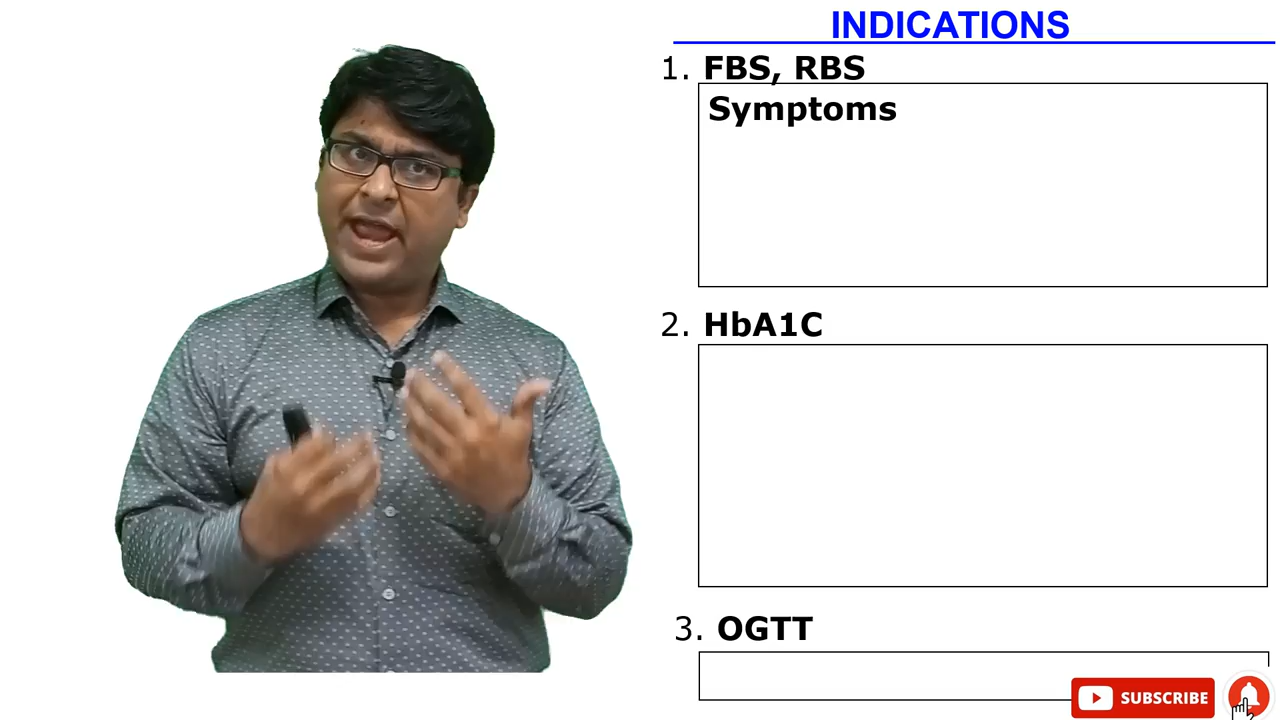 INDICATIONS
1. FBS, RBS
Symptoms
2. HbA1C
3. OGTT
SUBSCRIBE